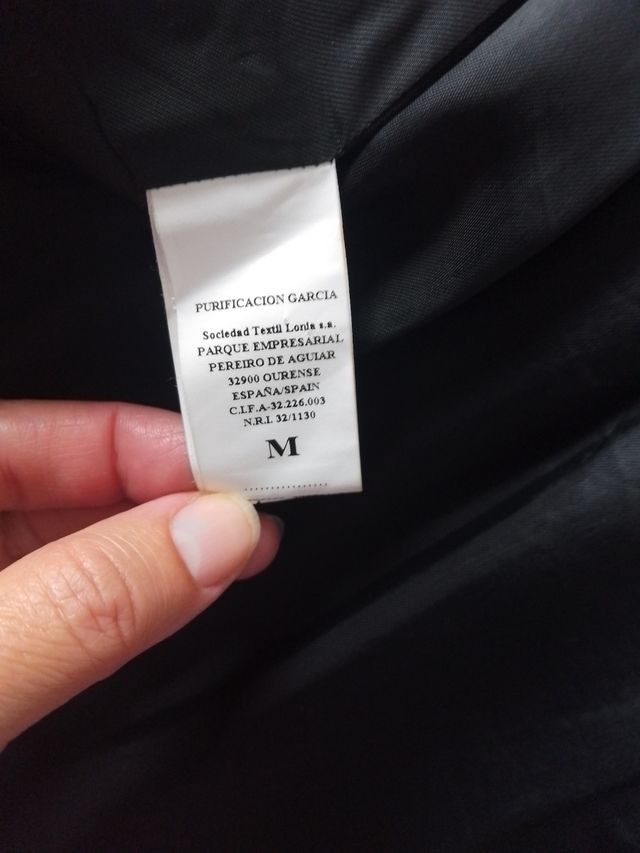 PURIFICACION GARCIA
Sociedad Textil Lonia s.a.
PARQUE EMPRESARIAL
PEREIRO DE AGUIAR
32900 OURENSE
ESPAÑA/SPAIN
C.I.F.A-32.226.003
N.R.I. 32/1130
M